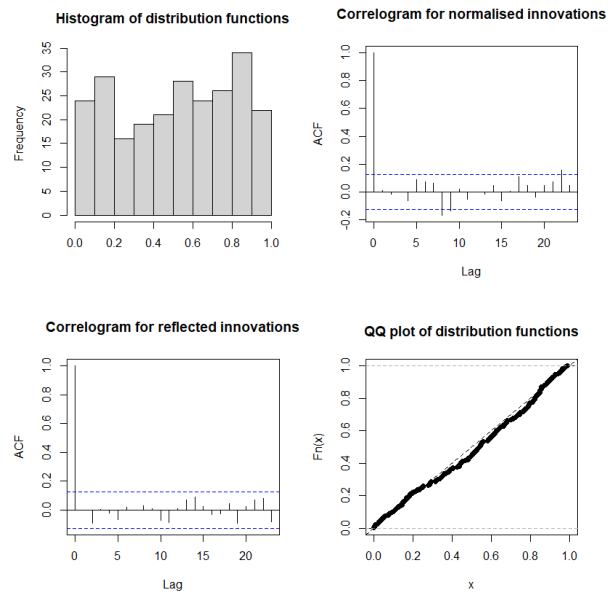 Histogram of distribution functions
Frequency
0 5 10 15 20 25 30 35
0.0 0.2 0.4 0.6 0.8 1.0
Correlogram for normalised innovations
ACF
-0.2 0.0 0.2 0.4 0.6 0.8 1.0
0 5 10 15 20
Lag
Correlogram for reflected innovations
ACF
0.0 0.2 0.4 0.6 0.8 1.0
0 5 10 15 20
Lag
QQ plot of distribution functions
Fn(x)
0.0 0.2 0.4 0.6 0.8 1.0
0.0 0.2 0.4 0.6 0.8 1.0
x